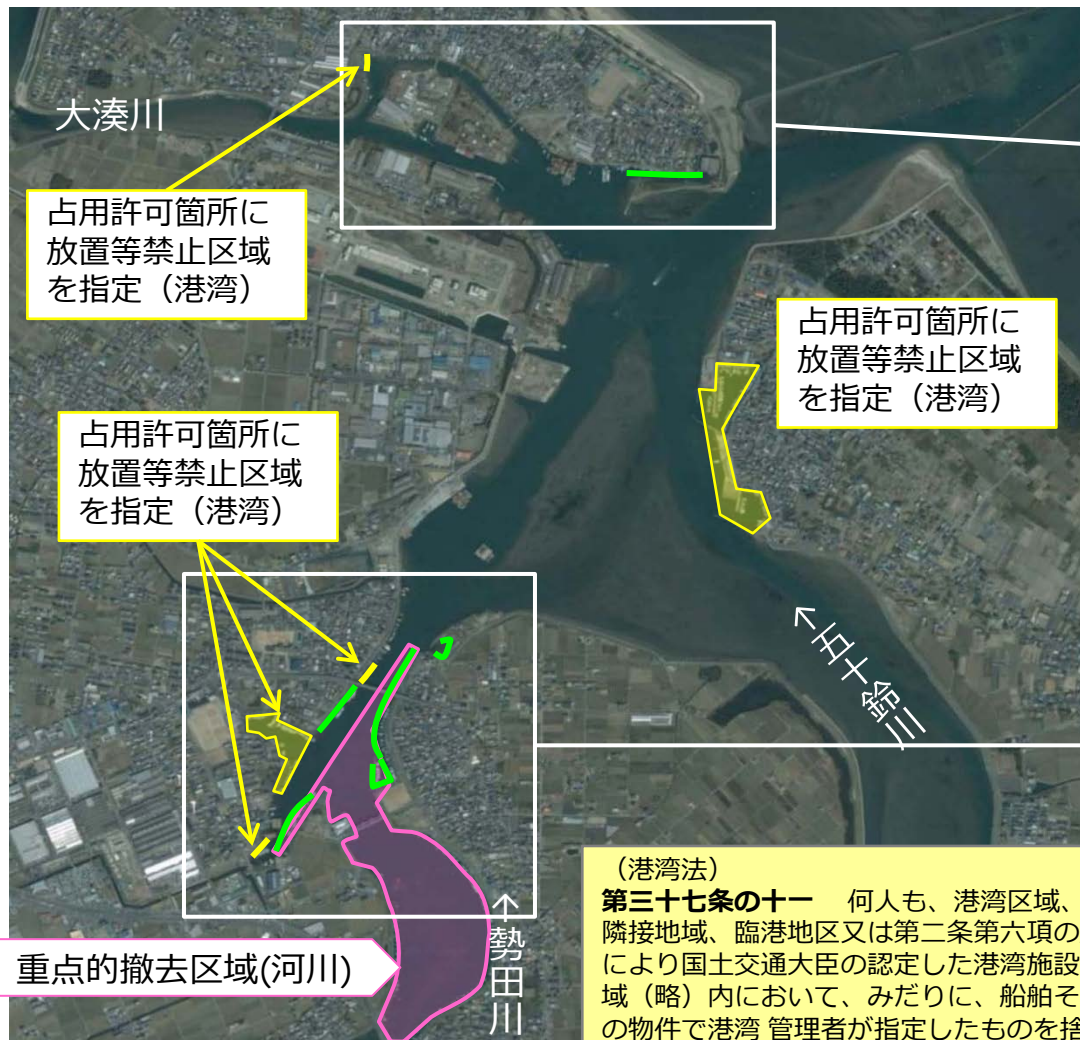 大湊川
占用許可箇所に
放置等禁止区域
を指定（港湾）
占用許可箇所に
放置等禁止区域
を指定（港湾）
占用許可箇所に
放置等禁止区域
を指定（港湾）
↑五十鈴川
重点的撤去区域(河川)
↑勢田川
（港湾法）
第三十七条の十一　何人も、港湾区域、
隣接地域、臨港地区又は第二条第六項の
により国土交通大臣の認定した港湾施設
域（略）内において、みだりに、船舶そ
の物件で港湾 管理者が指定したものを捨